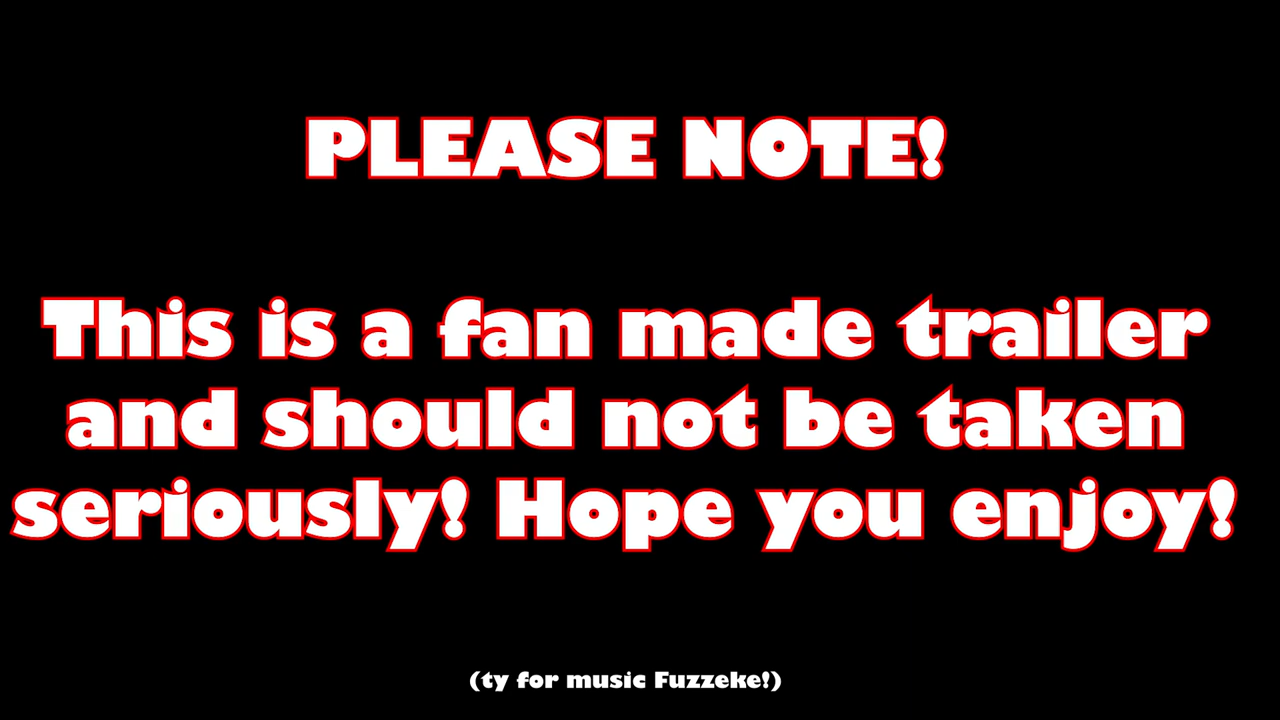 PLEASE NOTE!
This is a fan made trailer
and should not be taken
seriously! Hope you enjoy!
(ty for music Fuzzeke!)